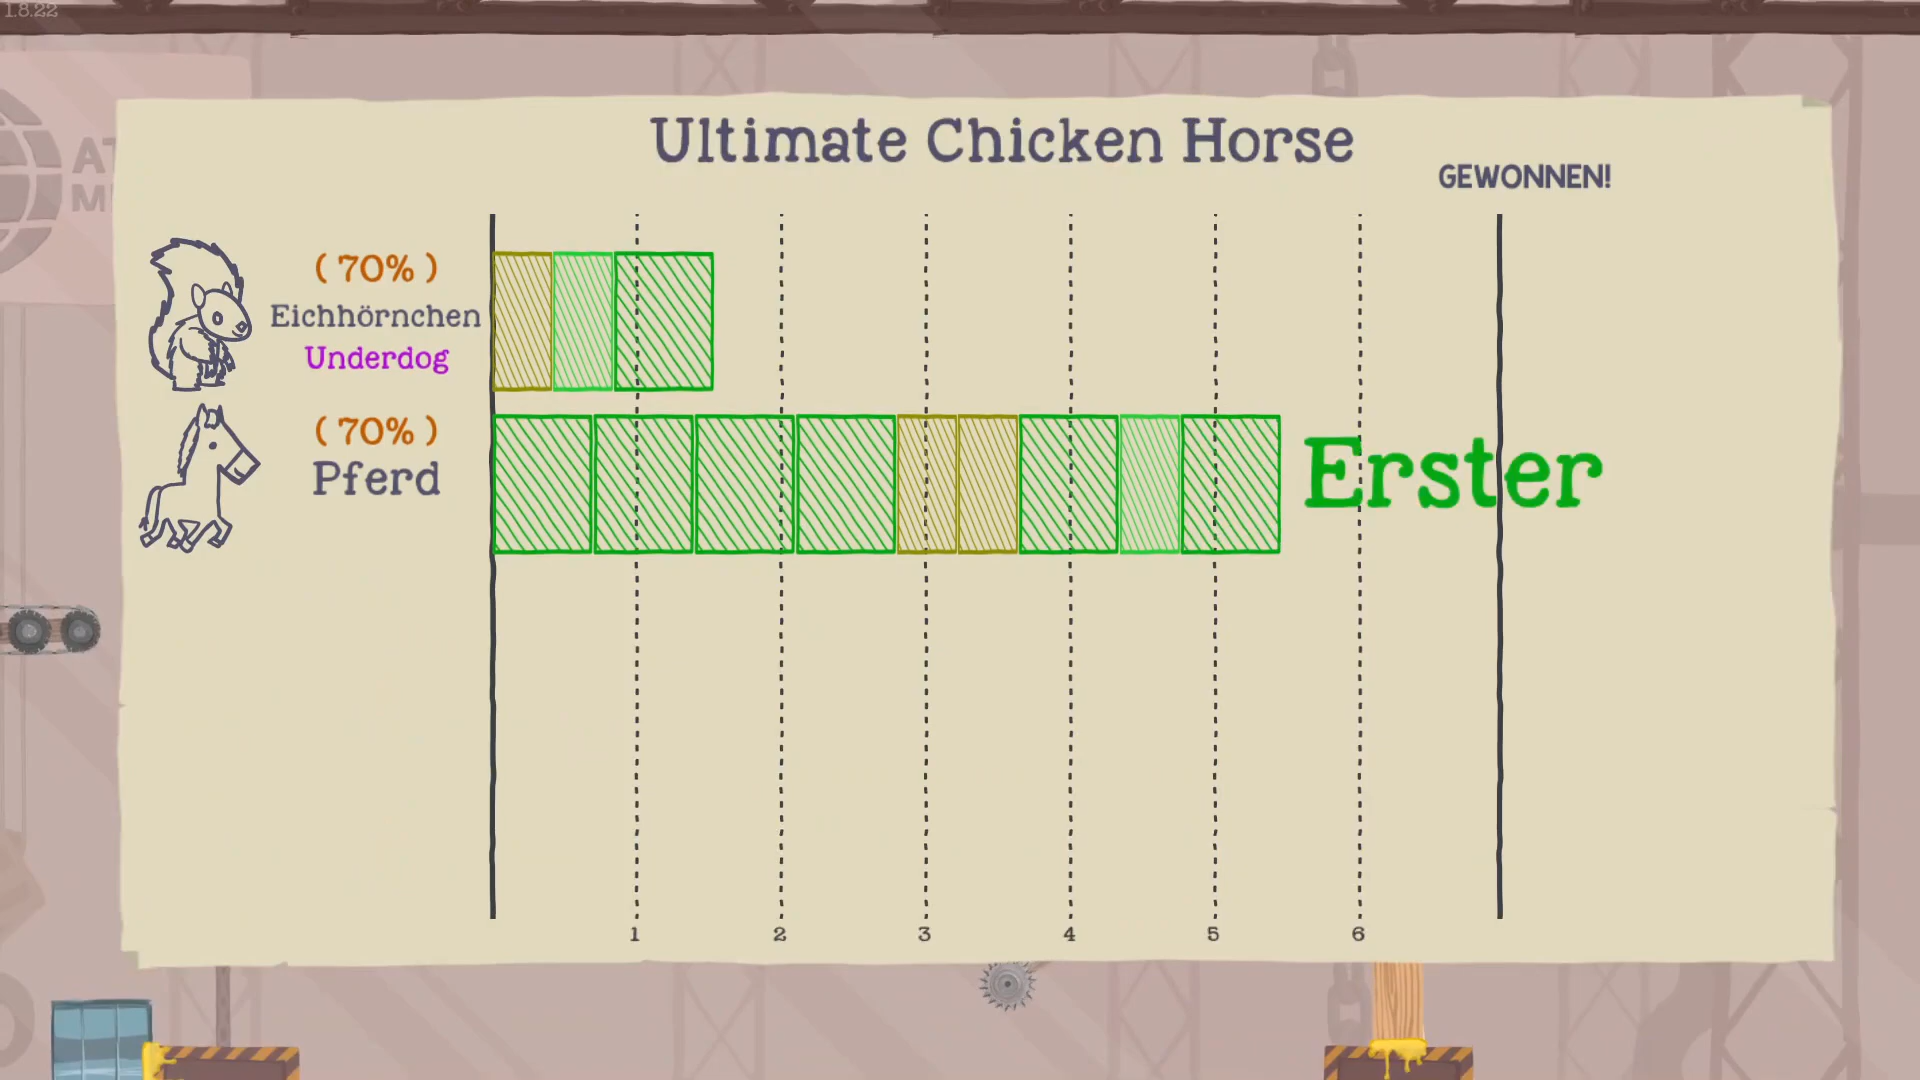 1.8.22
Ultimate Chicken Horse
GEWONNEN!
( 70% )
Eichhörnchen
Underdog
( 70% )
Pferd
Erster
1 2 3 4 5 6